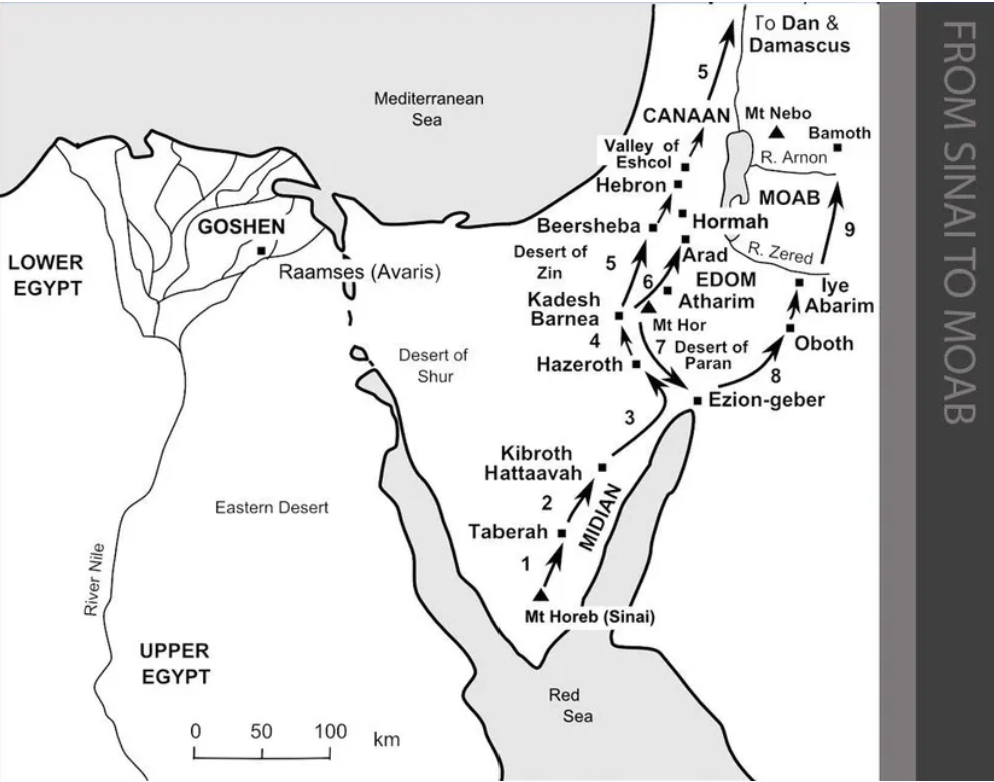 FROM SINAI TO MOAB
To Dan &
Damascus
5
Mediterranean
Sea
CANAAN
Mt Nebo
Bamoth
Valley of
Eshcol
R. Arnon
Hebron
MOAB
GOSHEN
Beersheba
Hormah
9
Raamses (Avaris)
Desert of
Zin
5
Arad
R. Zered
LOWER
EGYPT
6
EDOM
Atharim
Iye
Abarim
Kadesh
Barnea
Mt Hor
4
7
Desert of
Paran
Oboth
Desert of
Shur
Hazeroth
8
Ezion-geber
3
Kibroth
Hattaavah
Eastern Desert
2
MIDIAN
Taberah
1
River Nile
Mt Horeb (Sinai)
UPPER
EGYPT
Red
Sea
0 50 100 km